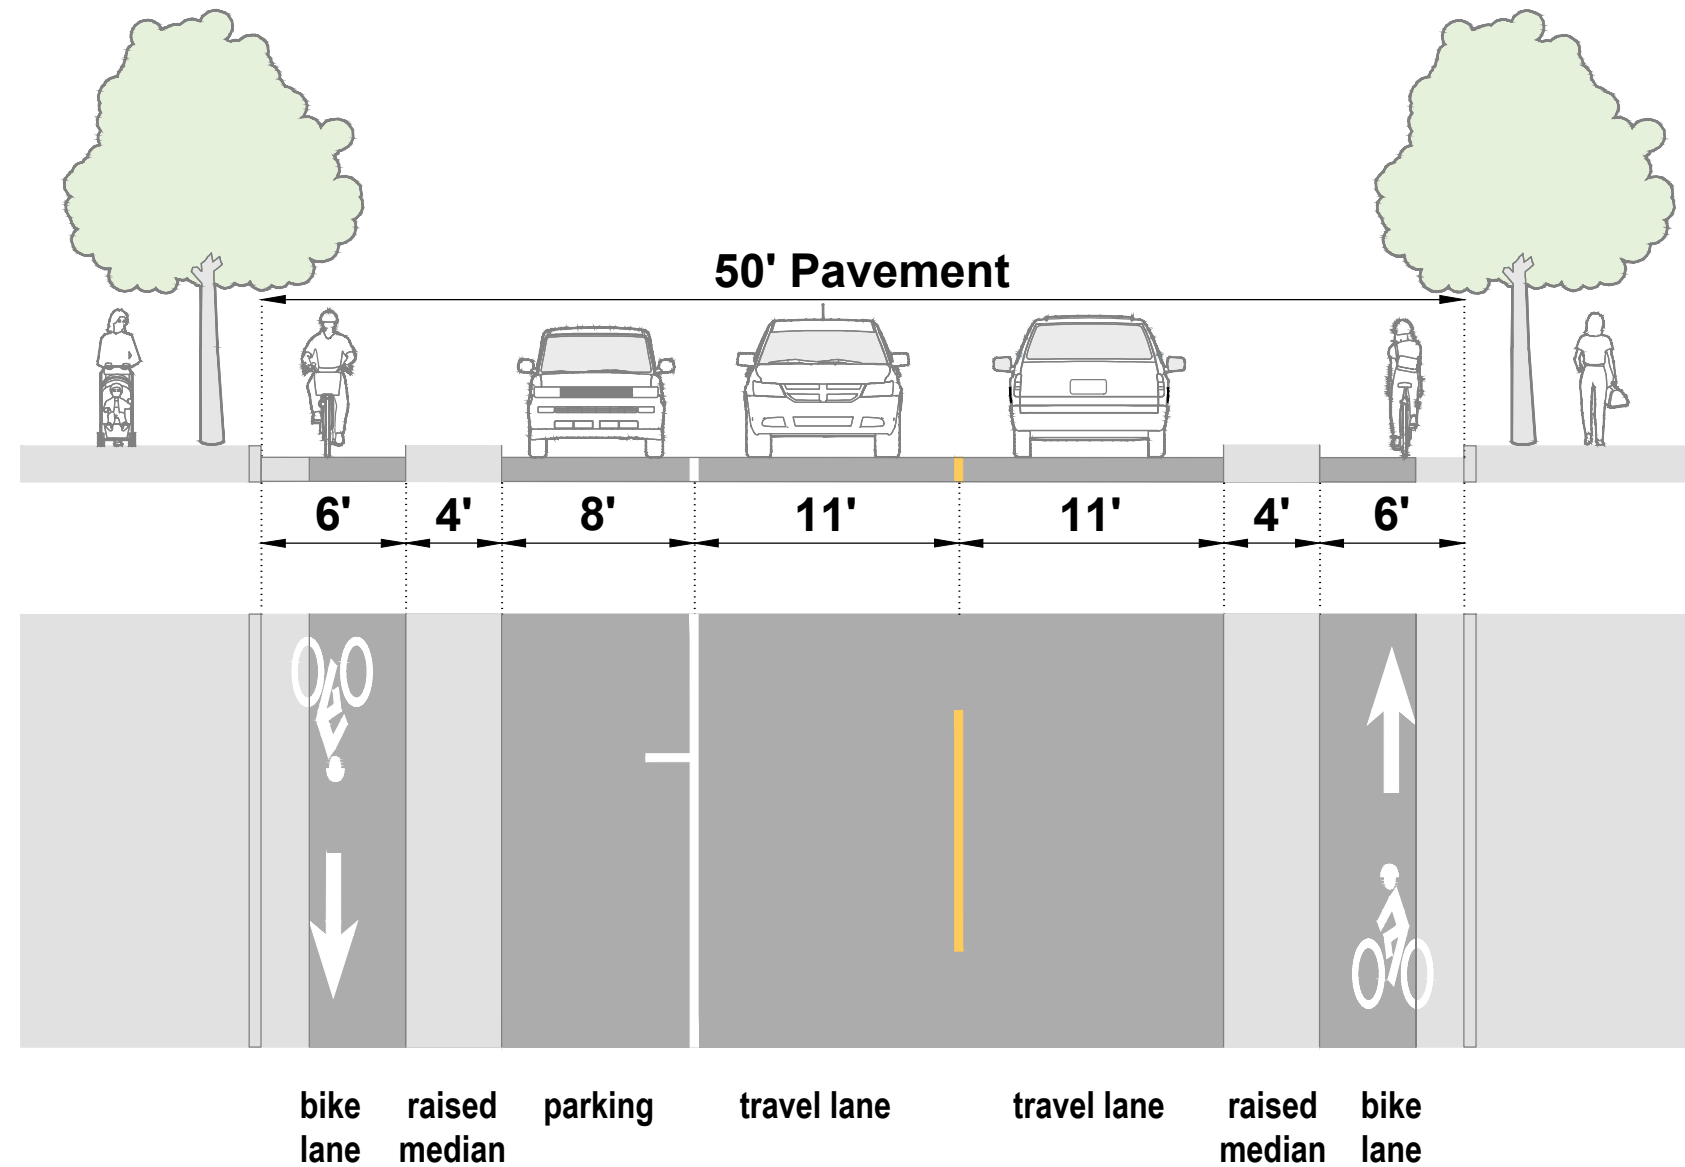 50' Pavement
6' 4' 8' 11' 11' 4' 6'
bike raised parking travel lane travel lane raised bike
lane median median lane